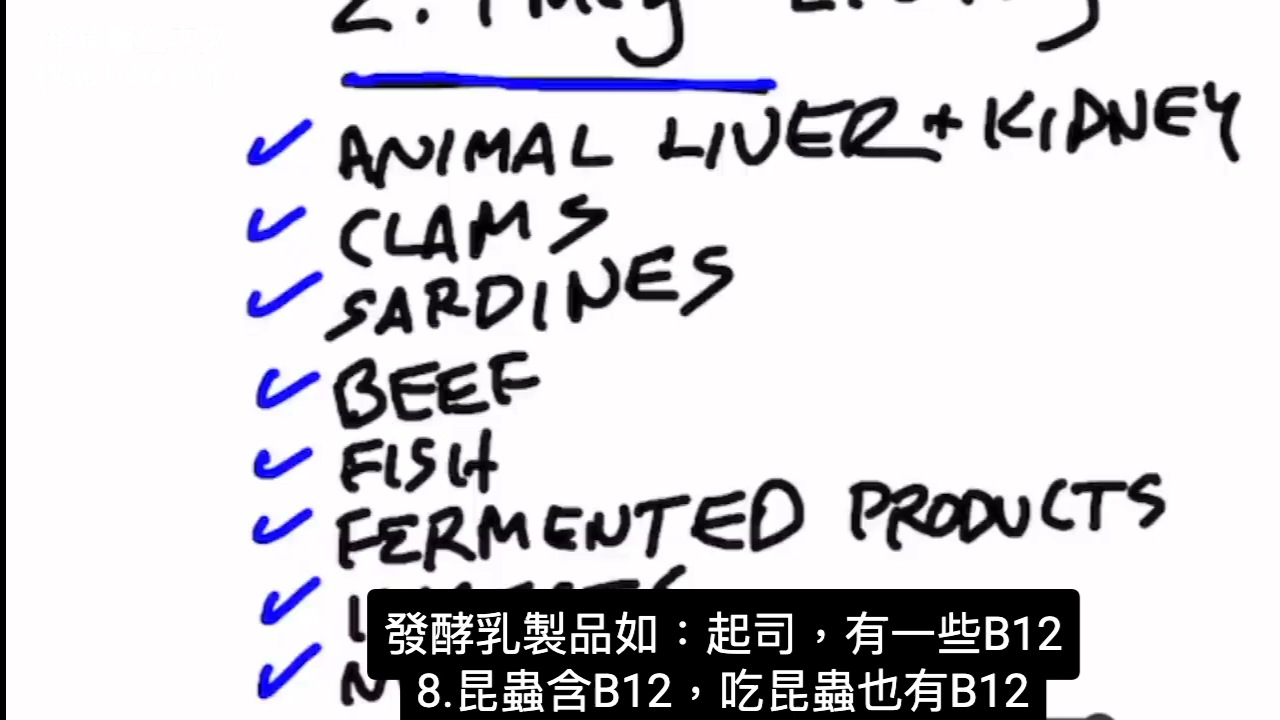 2. They
ANIMAL LIVER + KIDNEY
CLAMS
SARDINES
BEEF
FISH
FERMENTED PRODUCTS
發酵乳製品如：起司，有一些B12
8.昆蟲含B12，吃昆蟲也有B12